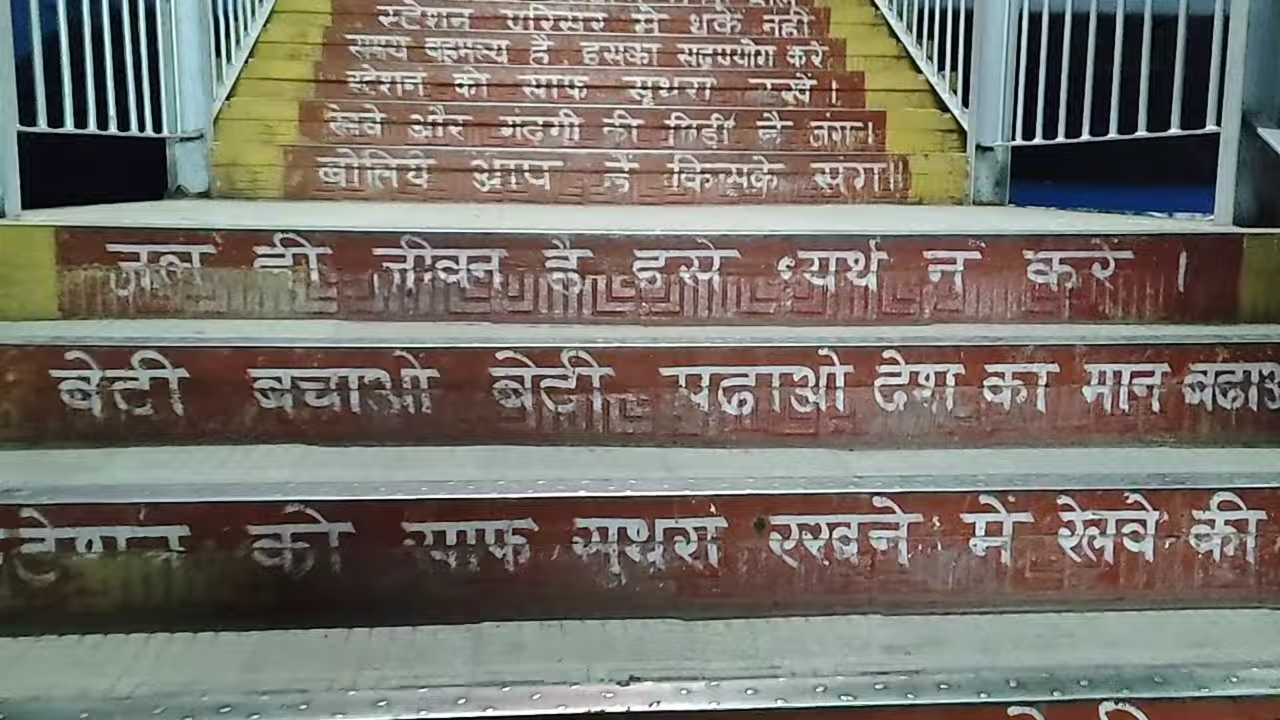 स्टेशन परिसर में थूके नहीं
समय बहुमूल्य है, इसका सदुपयोग करें
स्टेशन को साफ सुथरा रखें ।
रेलवे और गंदगी की छिड़ी है जंग ।
बोलिये आप हैं किसके संग ॥
जल ही जीवन है इसे व्यर्थ न करें ।
बेटी बचाओ बेटी पढाओ देश का मान बढाओ
स्टेशन को साफ सुथरा रखने में रेलवे की